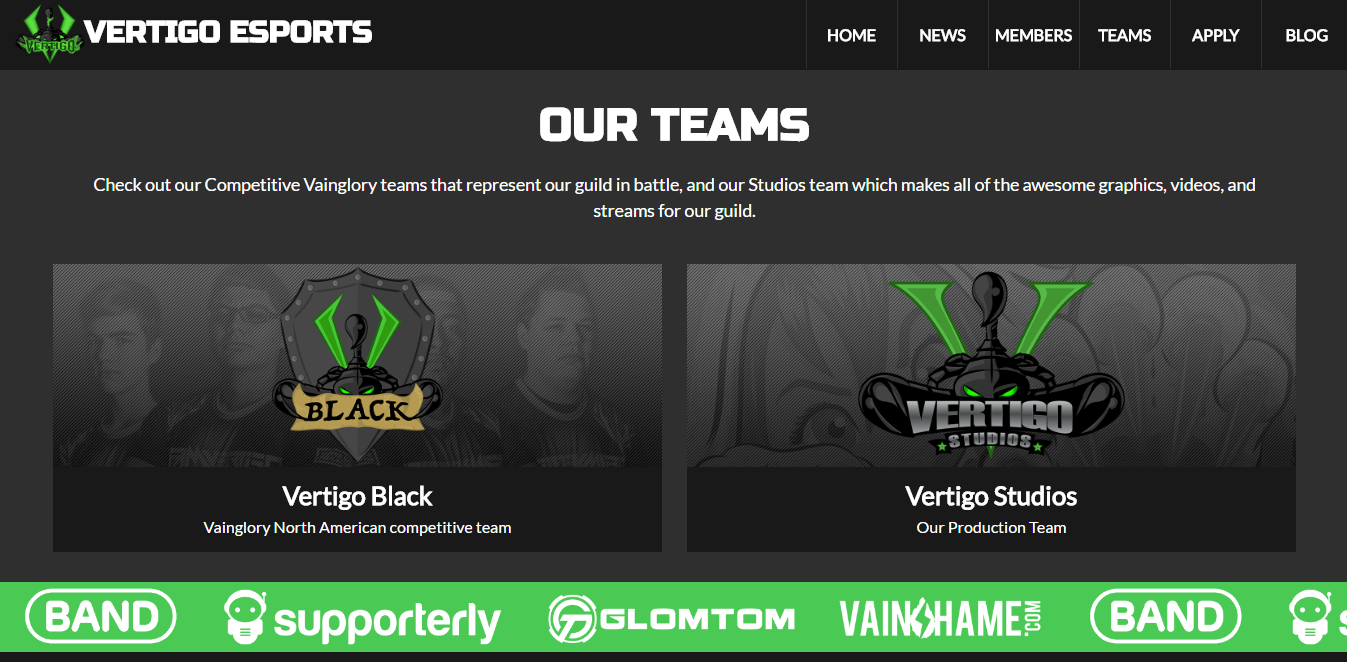 VERTIGO
VERTIGO ESPORTS
HOME
NEWS
MEMBERS
TEAMS
APPLY
BLOG
OUR TEAMS
Check out our Competitive Vainglory teams that represent our guild in battle, and our Studios team which makes all of the awesome graphics, videos, and
streams for our guild.
BLACK
VERTIGO
STUDIOS
Vertigo Black
Vainglory North American competitive team
Vertigo Studios
Our Production Team
BAND
supporterly
GLOMTOM
VAIN HAME.COM
BAND
s